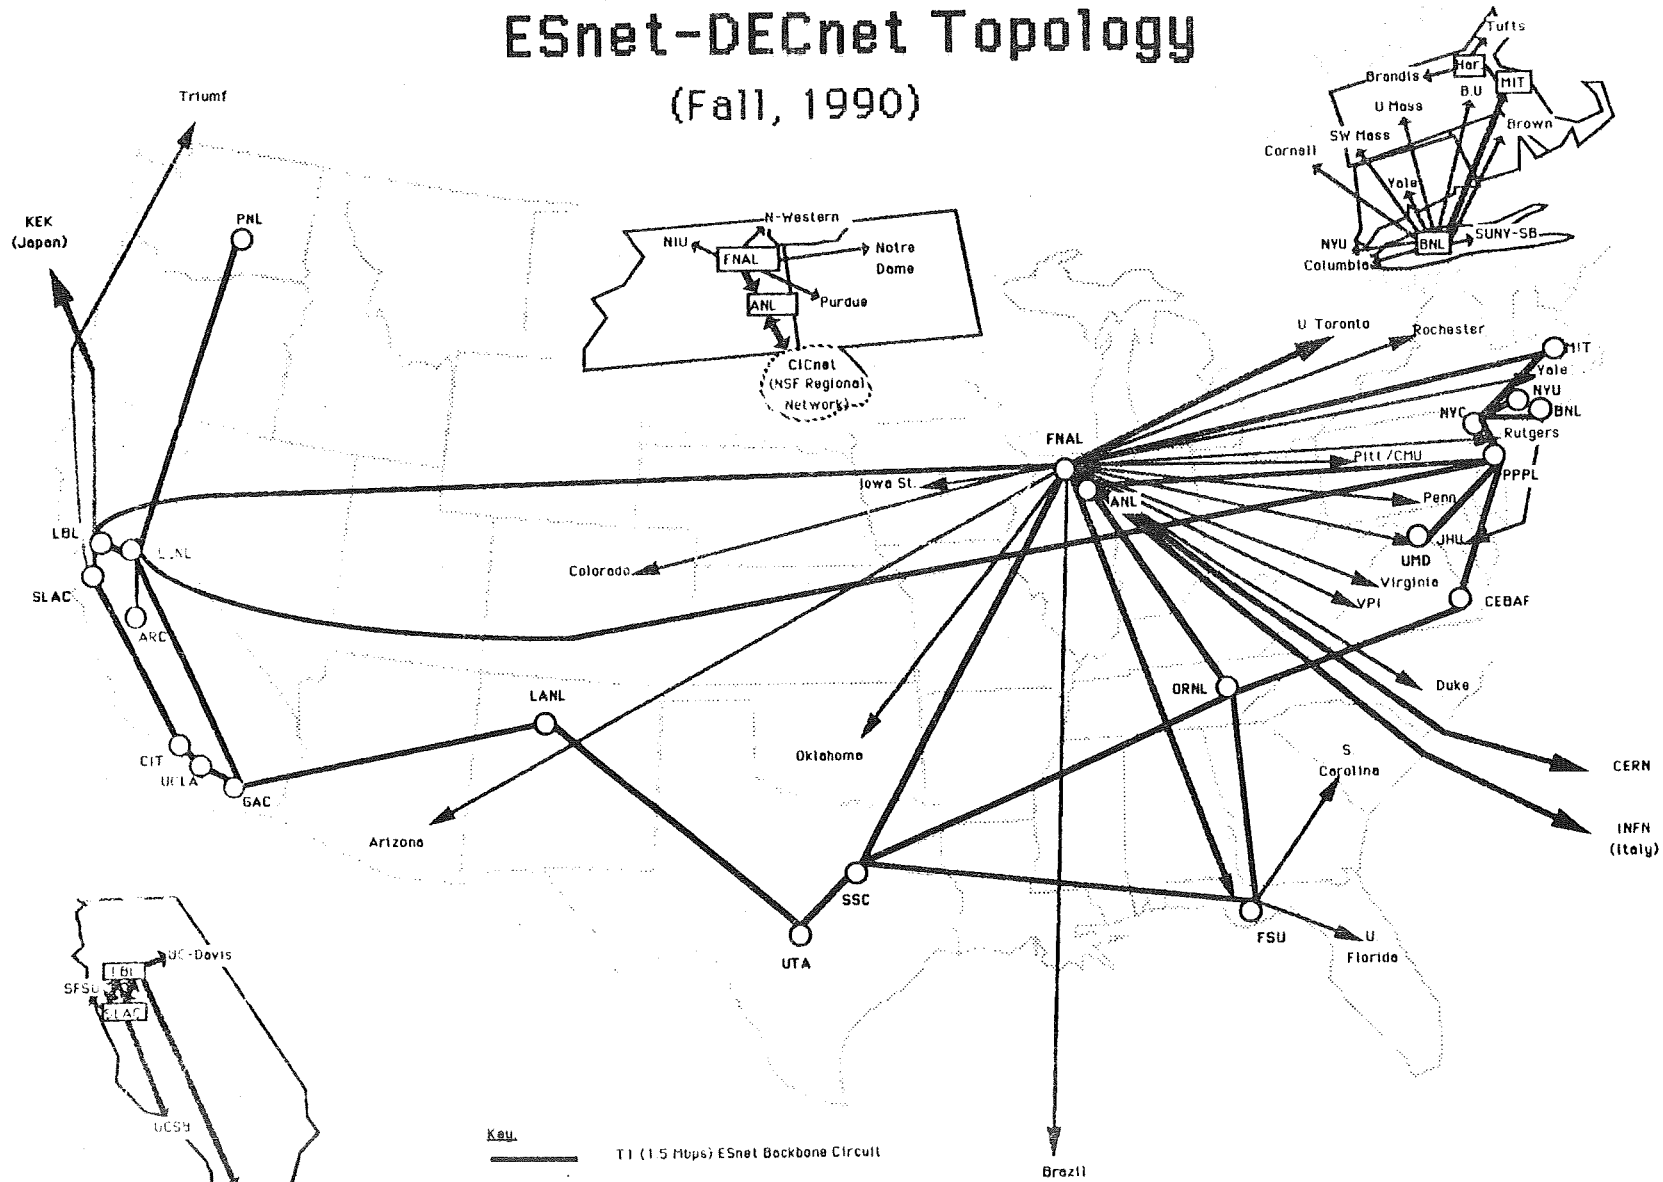 ESnet-DECnet Topology
(Fall, 1990)
Triumf
KEK
(Japan)
PNL
N-Western
NIU
FNAL
Notre
Dame
ANL
Purdue
CICnet
(NSF Regional
Network)
Tufts
Har.
Brandis
MIT
B.U
U Mass
Brown
SW Mass
Cornell
Yale
SUNY-SB
NYU
BNL
Columbia
U Toronto
Rochester
MIT
Yale
NYU
NYC
BNL
Rutgers
FNAL
Pitt/CMU
PPPL
Iowa St.
ANL
Penn
LBL
JHU
UMD
Colorado
Virginia
SLAC
VPI
CEBAF
ARC
LANL
ORNL
Duke
Oklahoma
S
Carolina
CIT
UCLA
GAC
CERN
Arizona
INFN
(Italy)
SSC
FSU
U.
Florida
UTA
UC-Davis
LBL
SFSU
SLAC
Key.
T1 (1.5 Mbps) ESnet Backbone Circuit
Brazil